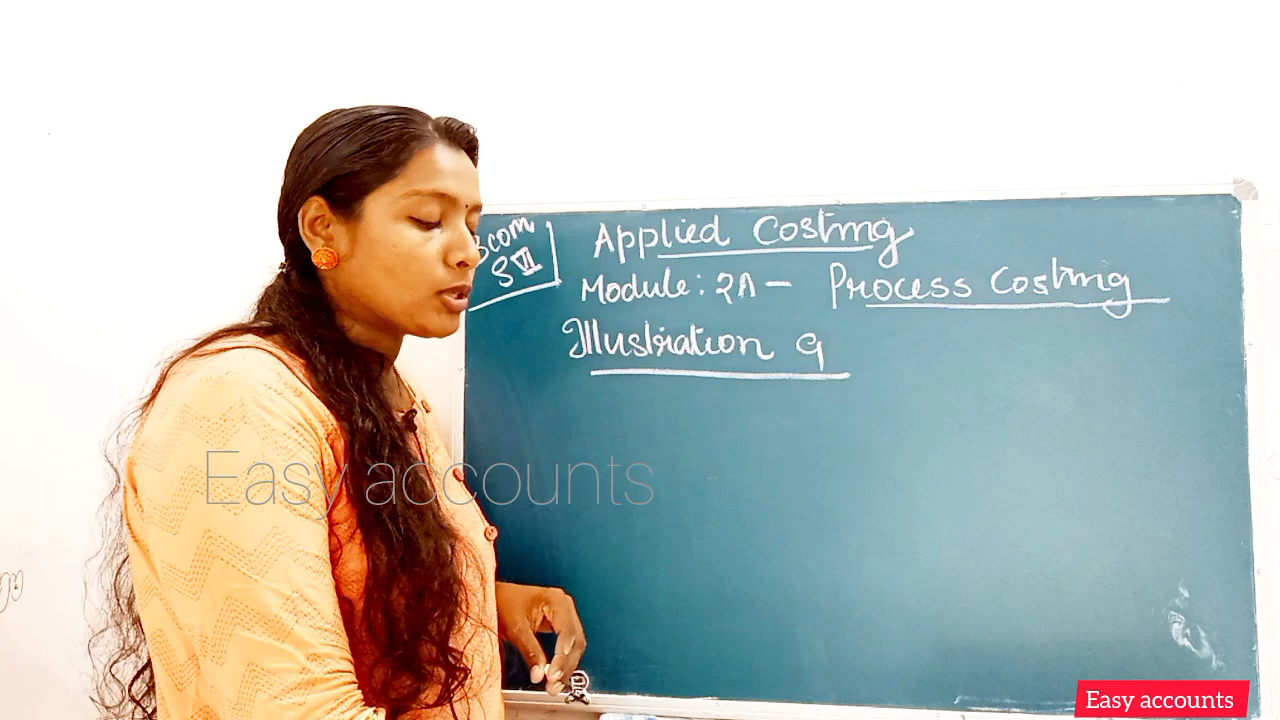 Bcom
S VI
Applied Costing
Module: 2A - Process Costing
Illustration 9
Easy accounts
Easy accounts